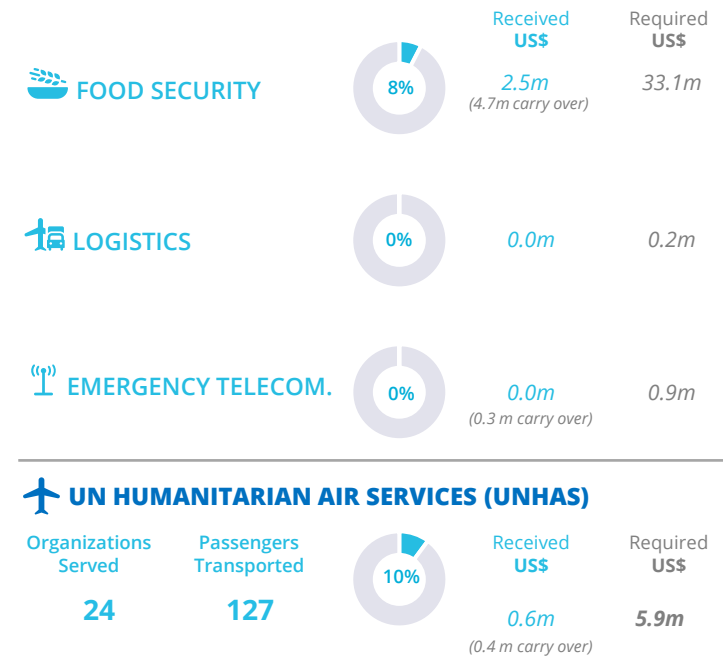 Received Required
US$ US$
FOOD SECURITY 8% 2.5m 33.1m
(4.7m carry over)
LOGISTICS 0% 0.0m 0.2m
EMERGENCY TELECOM. 0% 0.0m 0.9m
(0.3 m carry over)
UN HUMANITARIAN AIR SERVICES (UNHAS)
Organizations Passengers Received Required
Served Transported 10% US$ US$
24 127 0.6m 5.9m
(0.4 m carry over)